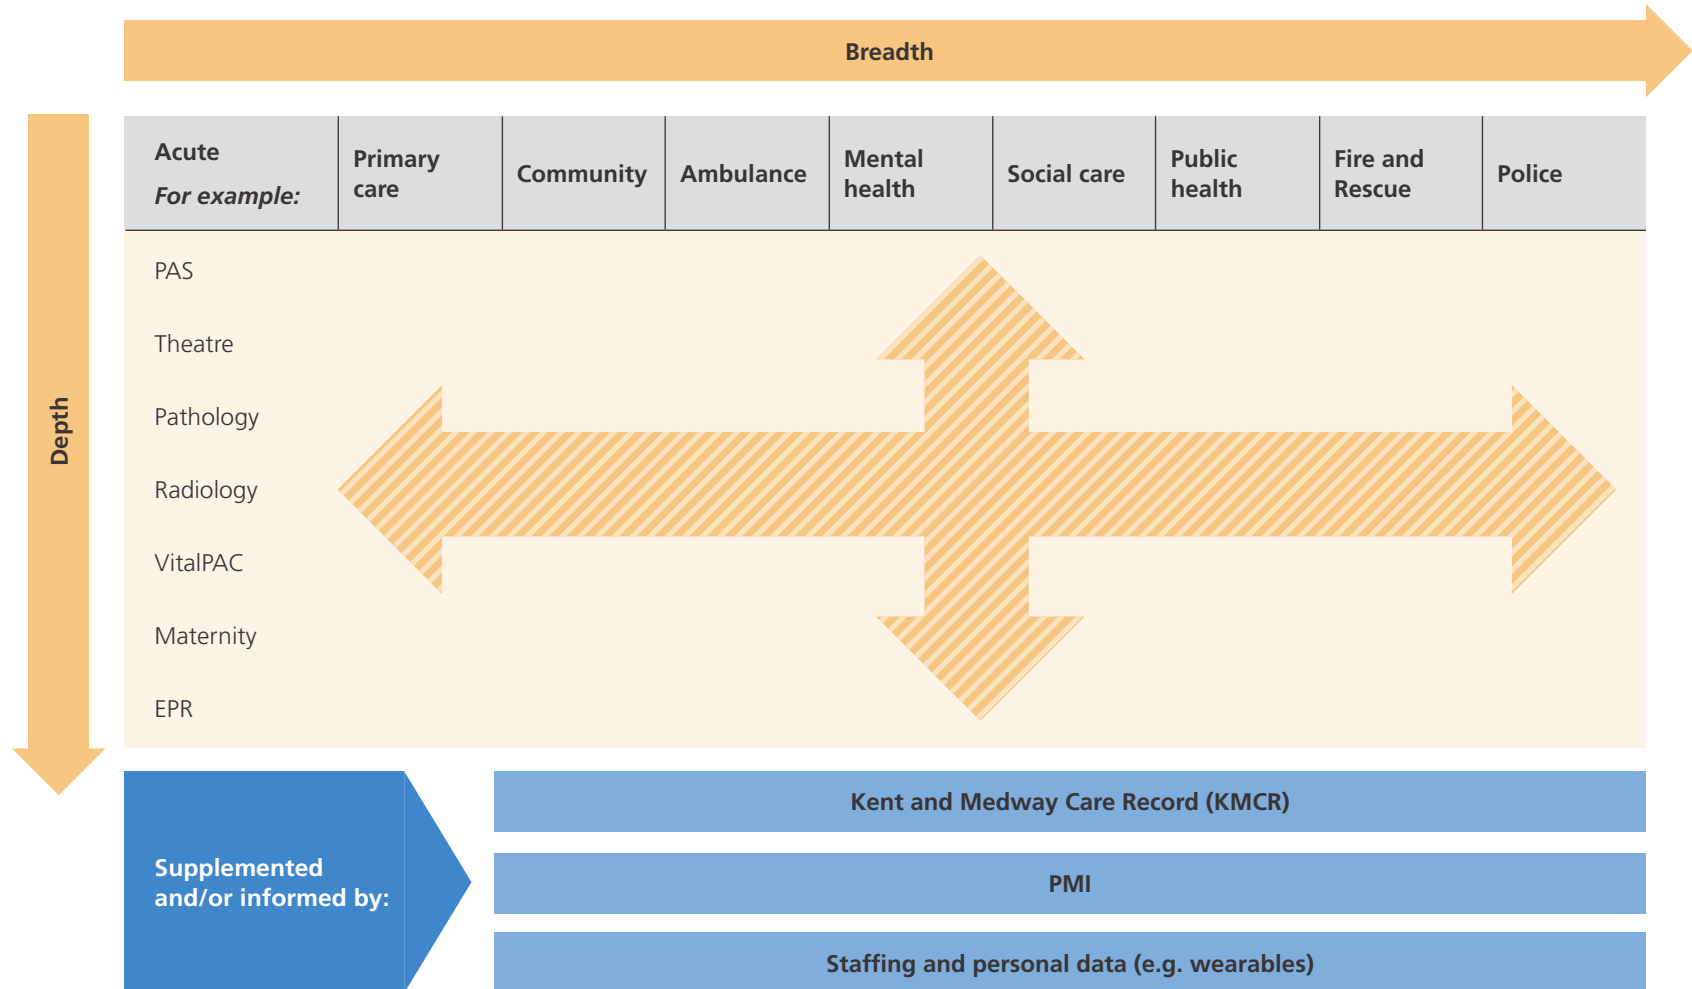 Breadth
Depth
Acute
For example:
Primary
care
Community
Ambulance
Mental
health
Social care
Public
health
Fire and
Rescue
Police
PAS
Theatre
Pathology
Radiology
VitalPAC
Maternity
EPR
Supplemented
and/or informed by:
Kent and Medway Care Record (KMCR)
PMI
Staffing and personal data (e.g. wearables)